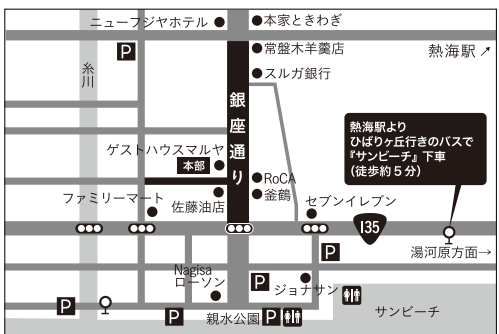 ニューフジヤホテル
本家ときわぎ
常盤木羊羹店
熱海駅↗
P
糸川
スルガ銀行
銀座通り
熱海駅より
ひばりヶ丘行きのバスで
『サンビーチ』下車
(徒歩約5分)
ゲストハウスマルヤ
本部
RoCA
釜鶴
ファミリーマート
佐藤油店
セブンイレブン
135
湯河原方面→
P
Nagisa
ローソン
P
ジョナサン
P
P
親水公園
P
サンビーチ